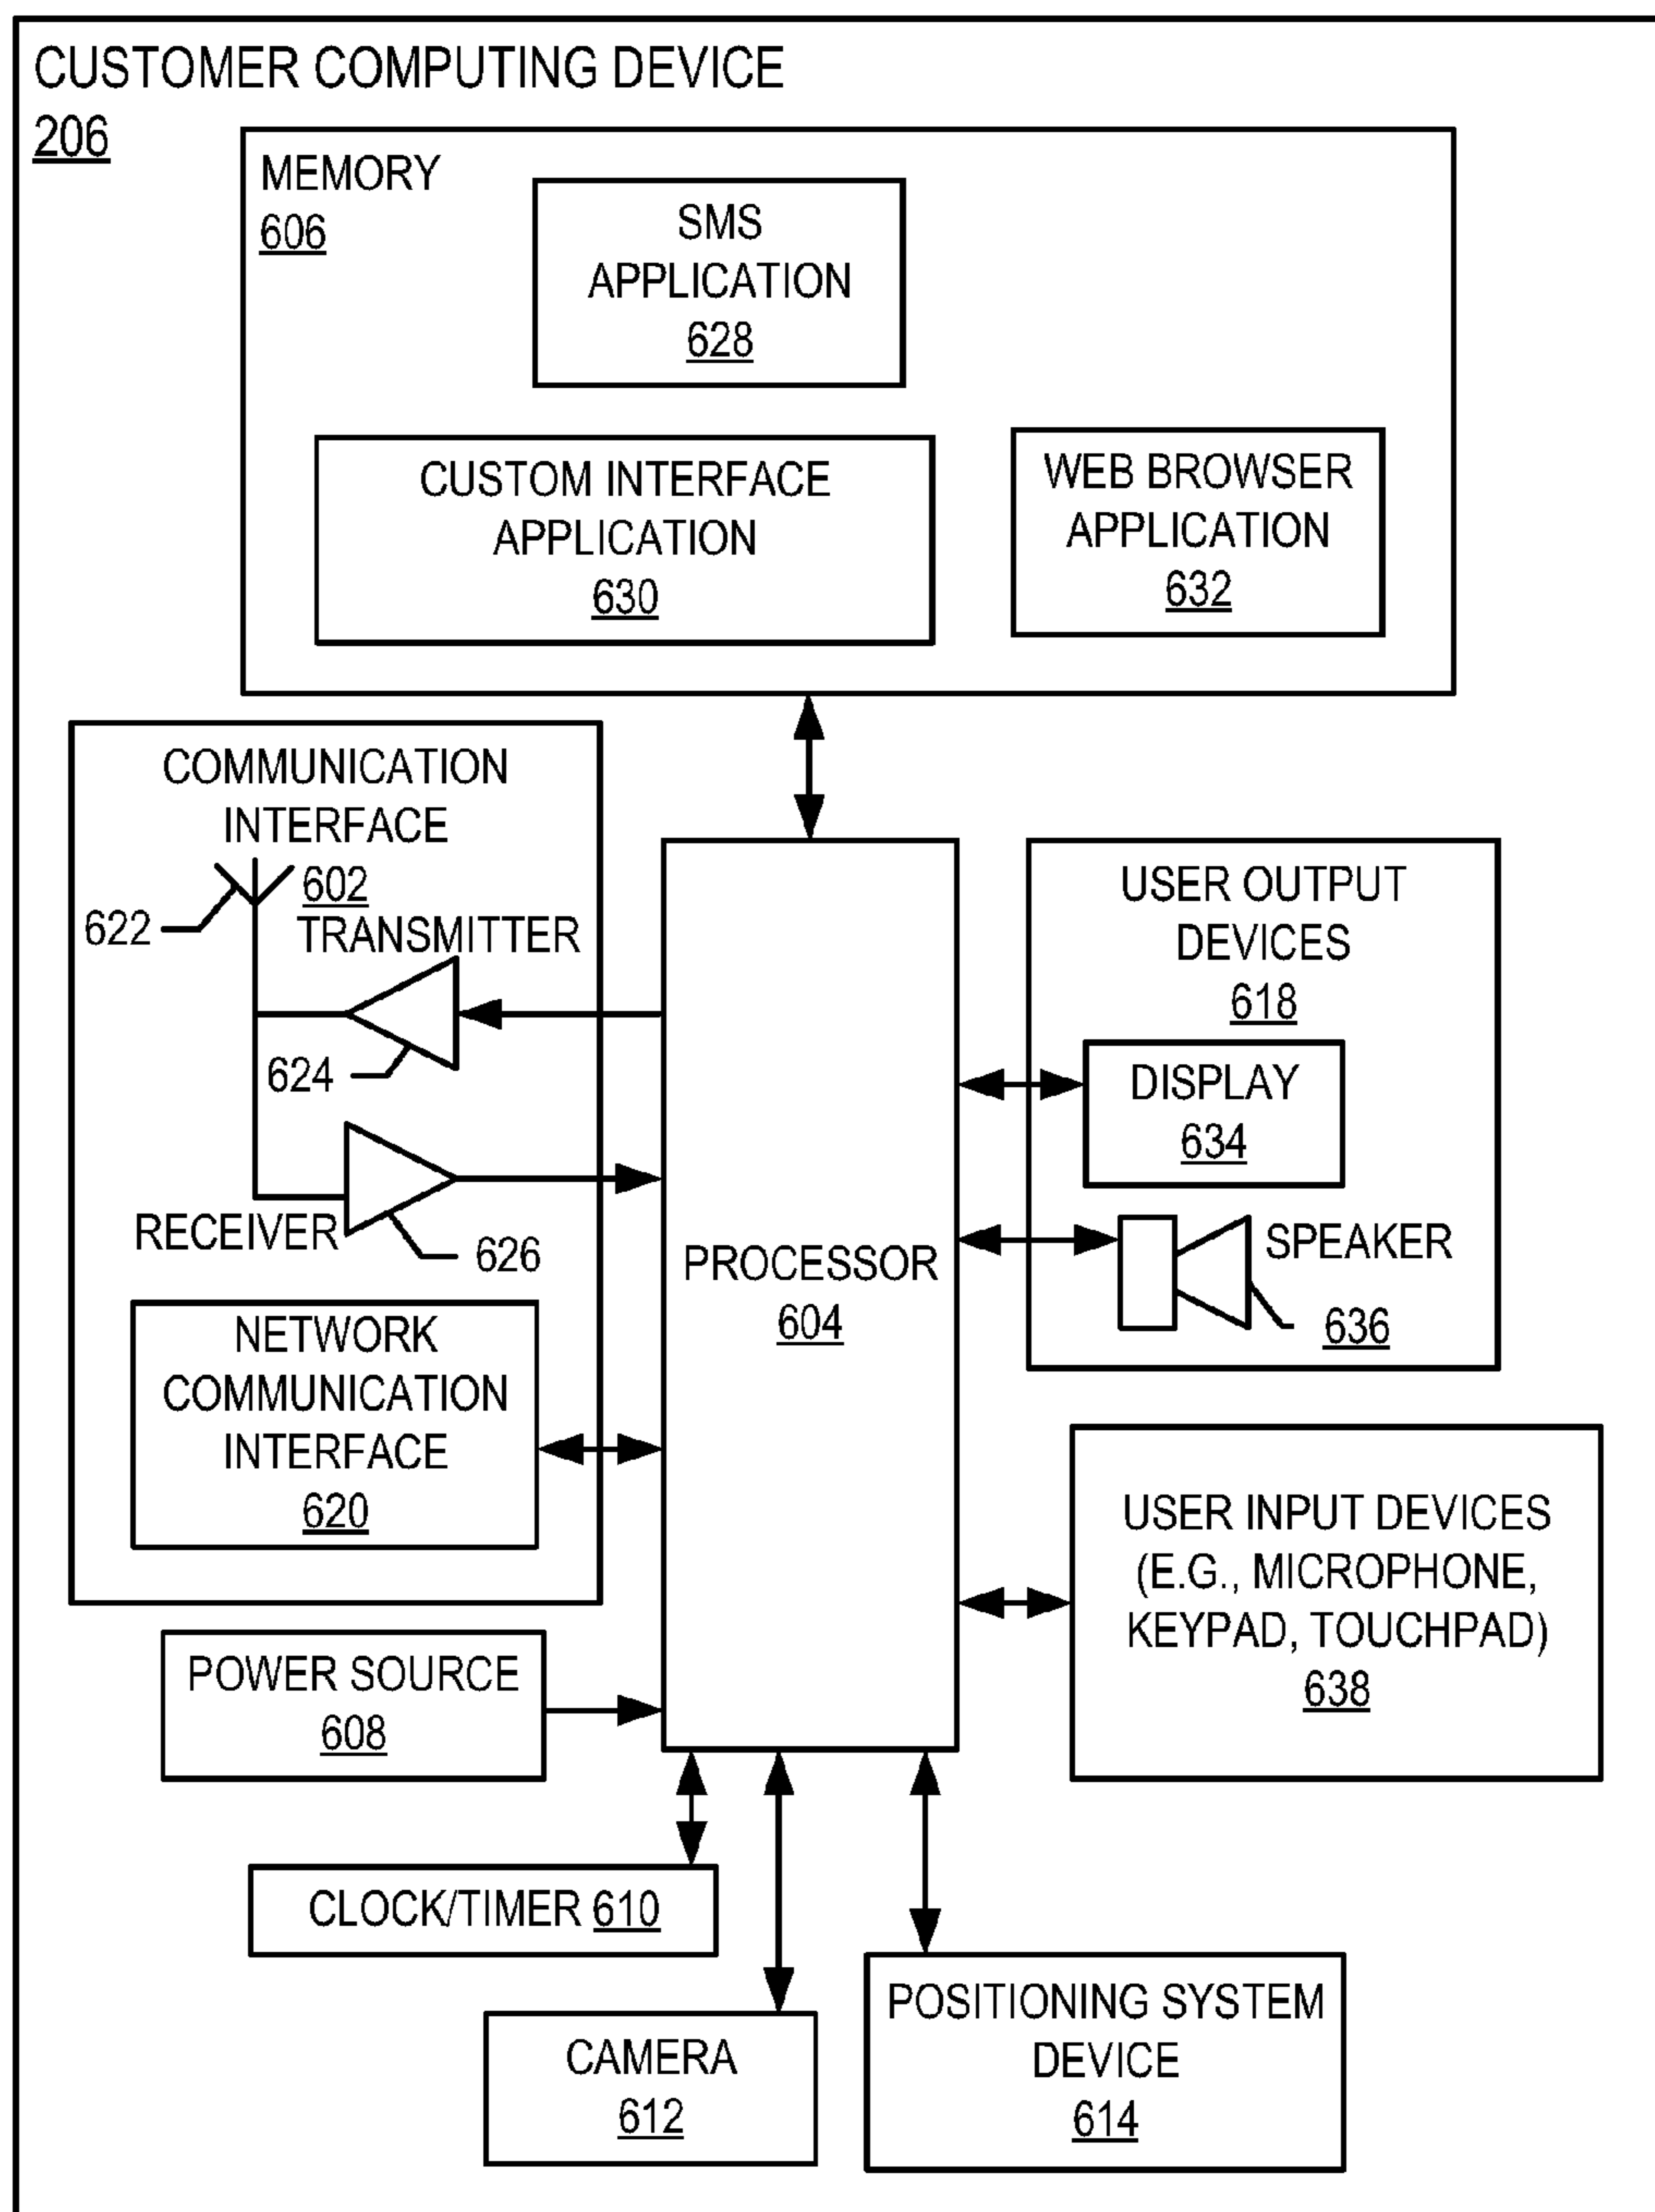 CUSTOMER COMPUTING DEVICE
206
MEMORY
606
SMS
APPLICATION
628
CUSTOM INTERFACE
APPLICATION
630
WEB BROWSER
APPLICATION
632
COMMUNICATION
INTERFACE
602
622
TRANSMITTER
624
RECEIVER
626
NETWORK
COMMUNICATION
INTERFACE
620
PROCESSOR
604
USER OUTPUT
DEVICES
618
DISPLAY
634
SPEAKER
636
USER INPUT DEVICES
(E.G., MICROPHONE,
KEYPAD, TOUCHPAD)
638
POWER SOURCE
608
CLOCK/TIMER 610
CAMERA
612
POSITIONING SYSTEM
DEVICE
614